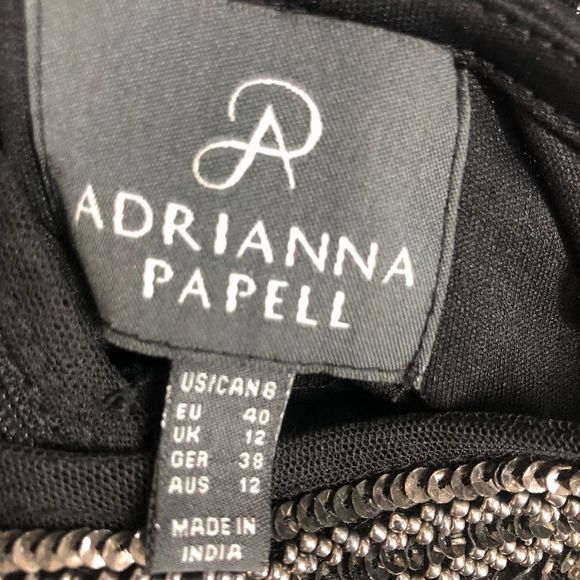 AP
ADRIANNA
PAPELL
US/CAN 8
EU 40
UK 12
GER 38
AUS 12
MADE IN
INDIA